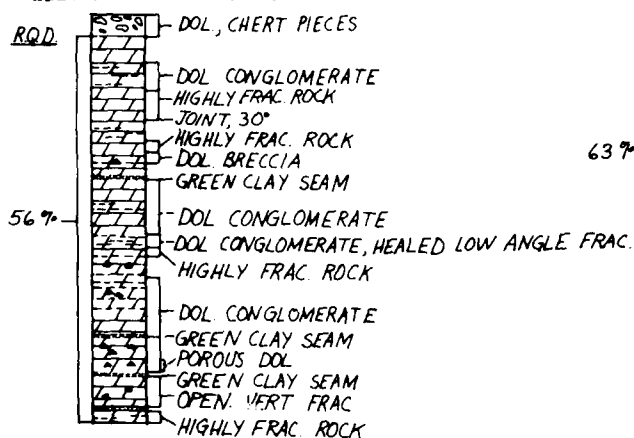 R.Q.D.
DOL., CHERT PIECES
DOL CONGLOMERATE
HIGHLY FRAC. ROCK
JOINT, 30°
HIGHLY FRAC. ROCK
DOL. BRECCIA
63 %
GREEN CLAY SEAM
56 %
DOL CONGLOMERATE
DOL CONGLOMERATE, HEALED LOW ANGLE FRAC.
HIGHLY FRAC. ROCK
DOL. CONGLOMERATE
GREEN CLAY SEAM
POROUS DOL
GREEN CLAY SEAM
OPEN. VERT FRAC
HIGHLY FRAC. ROCK